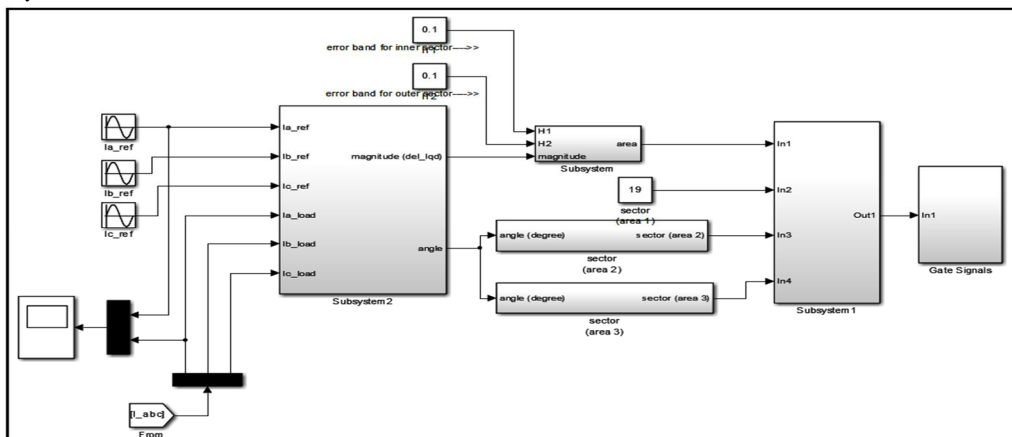 0.1
error band for inner sector---->>
H1
0.1
error band for outer sector---->>
H2
Ia_ref
Ib_ref
Ic_ref
Ia_ref
Ib_ref
Ic_ref
Ia_load
Ib_load
Ic_load
magnitude (del_Iqd)
angle
Subsystem2
H1
H2
magnitude
area
Subsystem
19
sector
(area 1)
angle (degree)
sector (area 2)
sector
(area 2)
angle (degree)
sector (area 3)
sector
(area 3)
In1
In2
In3
In4
Out1
Subsystem1
In1
Gate Signals
[I_abc]
From